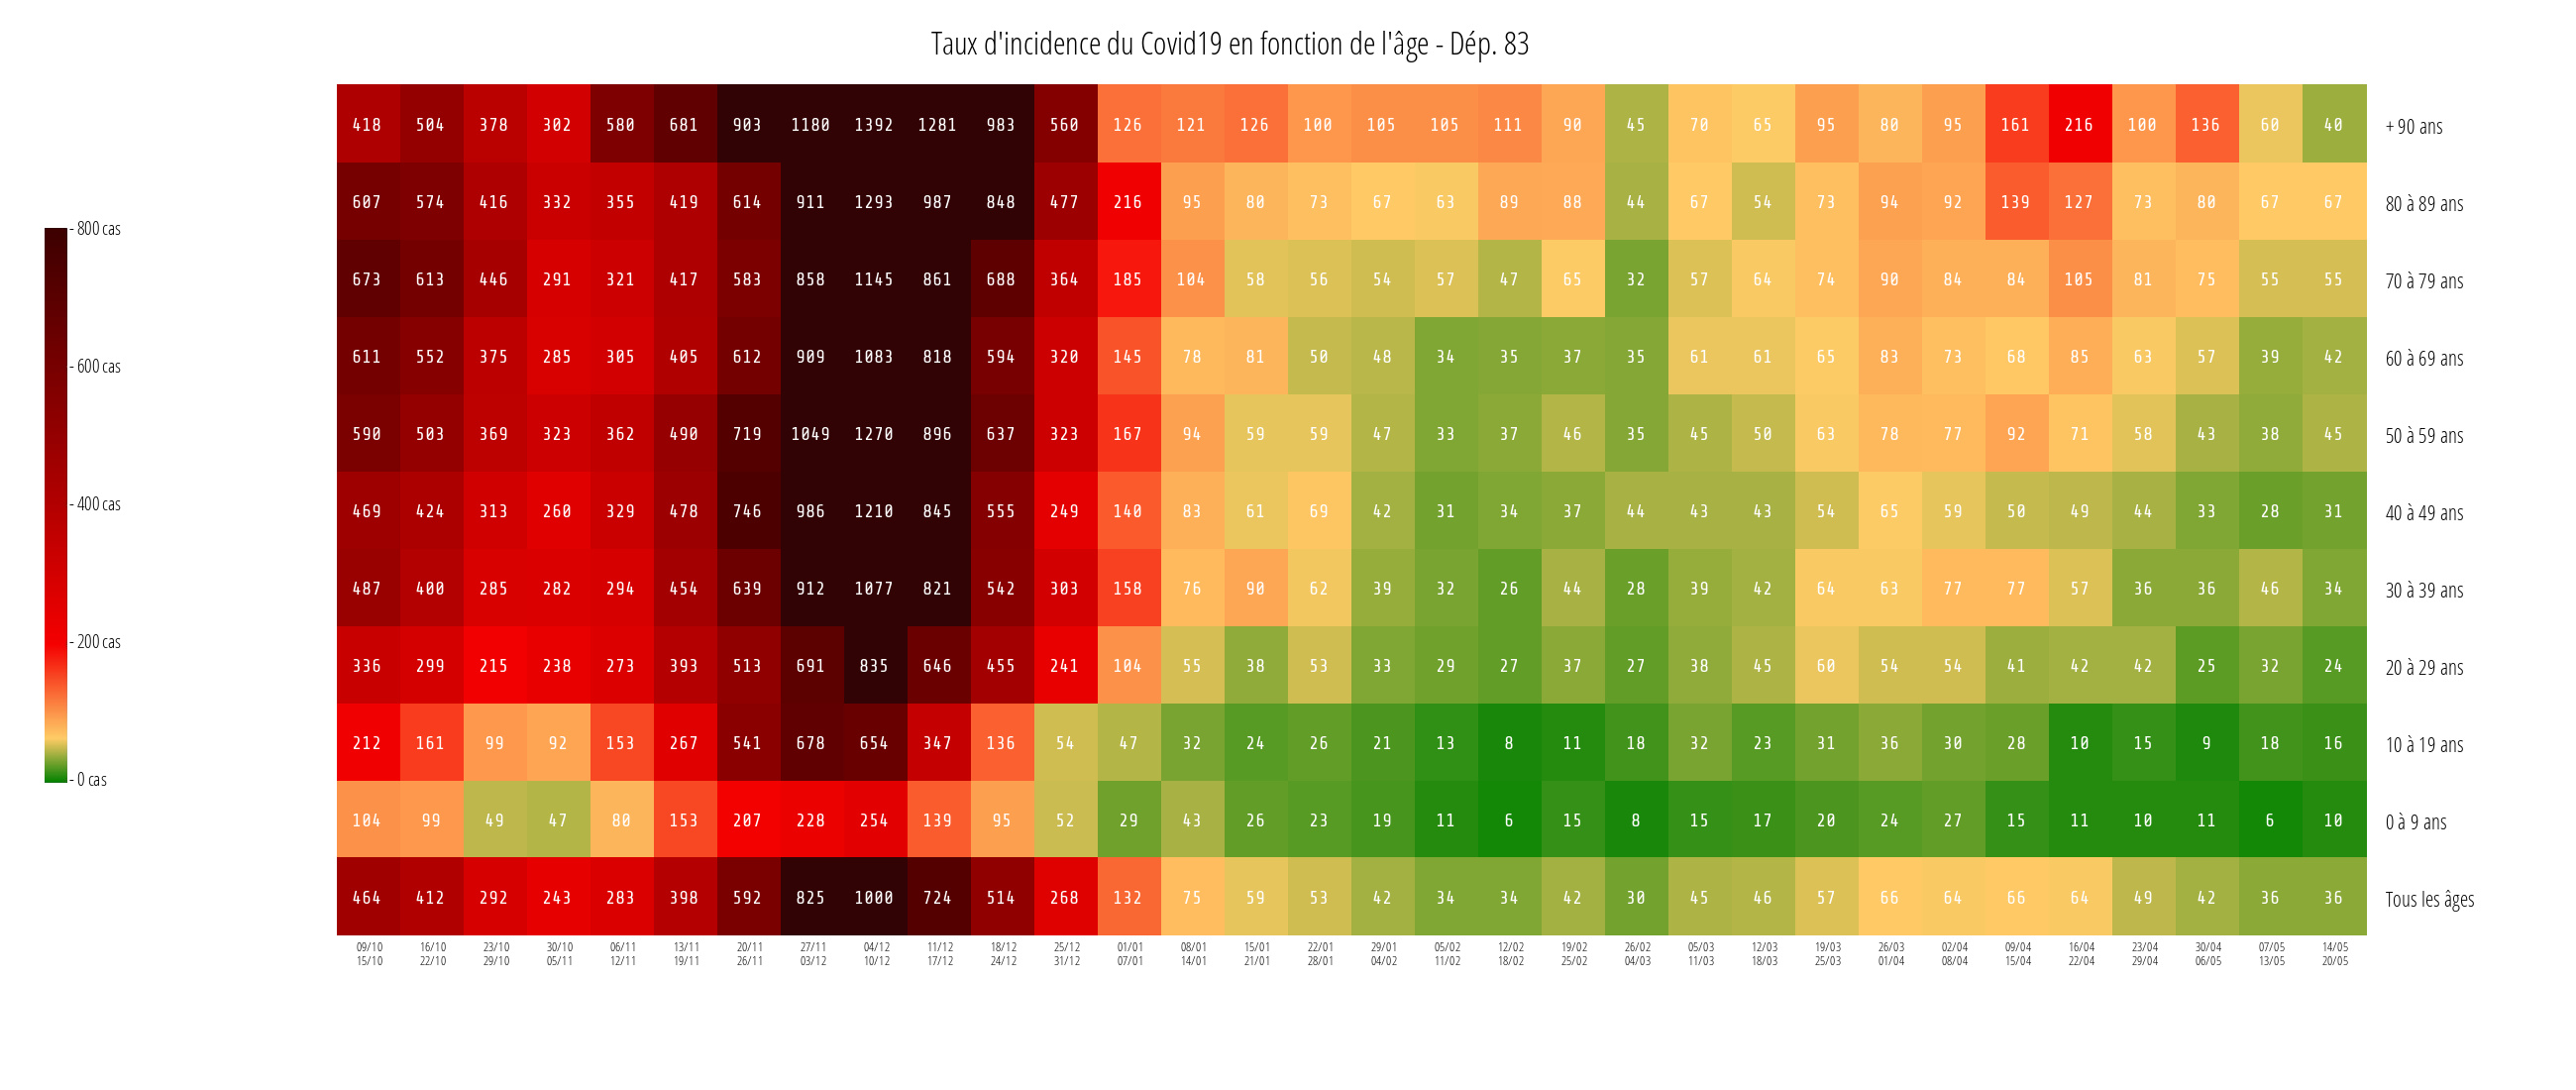 Taux d'incidence du Covid19 en fonction de l'âge - Dép. 83
- 800 cas
- 600 cas
- 400 cas
- 200 cas
- 0 cas
418 504 378 302 580 681 903 1180 1392 1281 983 560 126 121 126 100 105 105 111 90 45 70 65 95 80 95 161 216 100 136 60 40 + 90 ans
607 574 416 332 355 419 614 911 1293 987 848 477 216 95 80 73 67 63 89 88 44 67 54 73 94 92 139 127 73 80 67 67 80 à 89 ans
673 613 446 291 321 417 583 858 1145 861 688 364 185 104 58 56 54 57 47 65 32 57 64 74 90 84 84 105 81 75 55 55 70 à 79 ans
611 552 375 285 305 405 612 909 1083 818 594 320 145 78 81 50 48 34 35 37 35 61 61 65 83 73 68 85 63 57 39 42 60 à 69 ans
590 503 369 323 362 490 719 1049 1270 896 637 323 167 94 59 59 47 33 37 46 35 45 50 63 78 77 92 71 58 43 38 45 50 à 59 ans
469 424 313 260 329 478 746 986 1210 845 555 249 140 83 61 69 42 31 34 37 44 43 43 54 65 59 50 49 44 33 28 31 40 à 49 ans
487 400 285 282 294 454 639 912 1077 821 542 303 158 76 90 62 39 32 26 44 28 39 42 64 63 77 77 57 36 36 46 34 30 à 39 ans
336 299 215 238 273 393 513 691 835 646 455 241 104 55 38 53 33 29 27 37 27 38 45 60 54 54 41 42 42 25 32 24 20 à 29 ans
212 161 99 92 153 267 541 678 654 347 136 54 47 32 24 26 21 13 8 11 18 32 23 31 36 30 28 10 15 9 18 16 10 à 19 ans
104 99 49 47 80 153 207 228 254 139 95 52 29 43 26 23 19 11 6 15 8 15 17 20 24 27 15 11 10 11 6 10 0 à 9 ans
464 412 292 243 283 398 592 825 1000 724 514 268 132 75 59 53 42 34 34 42 30 45 46 57 66 64 66 64 49 42 36 36 Tous les âges
09/10 16/10 23/10 30/10 06/11 13/11 20/11 27/11 04/12 11/12 18/12 25/12 01/01 08/01 15/01 22/01 29/01 05/02 12/02 19/02 26/02 05/03 12/03 19/03 26/03 02/04 09/04 16/04 23/04 30/04 07/05 14/05
15/10 22/10 29/10 05/11 12/11 19/11 26/11 03/12 10/12 17/12 24/12 31/12 07/01 14/01 21/01 28/01 04/02 11/02 18/02 25/02 04/03 11/03 18/03 25/03 01/04 08/04 15/04 22/04 29/04 06/05 13/05 20/05